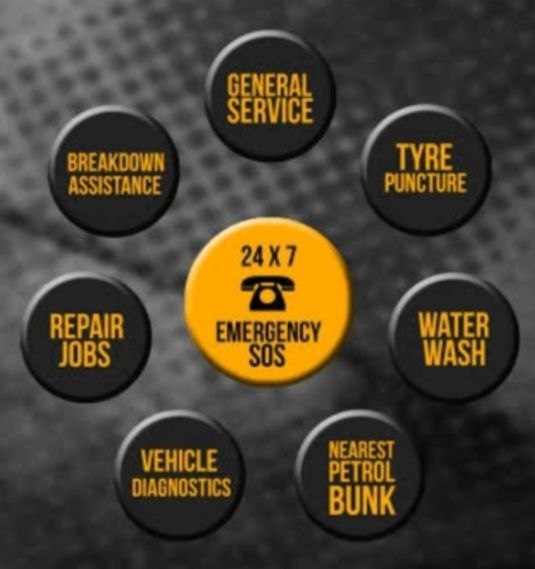 GENERAL
SERVICE
BREAKDOWN
ASSISTANCE
TYRE
PUNCTURE
24 X 7
EMERGENCY
SOS
REPAIR
JOBS
WATER
WASH
VEHICLE
DIAGNOSTICS
NEAREST
PETROL
BUNK